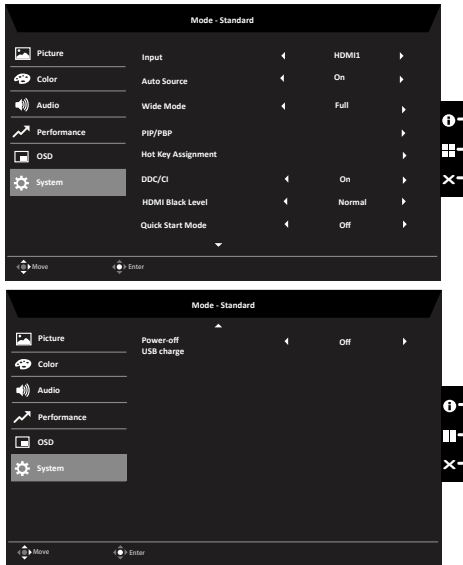 Mode - Standard
Picture
Color
Audio
Performance
OSD
System
Input HDMI1
Auto Source On
Wide Mode Full
PIP/PBP
Hot Key Assignment
DDC/CI On
HDMI Black Level Normal
Quick Start Mode Off
Move Enter
Mode - Standard
Picture
Color
Audio
Performance
OSD
System
Power-off Off
USB charge
Move Enter